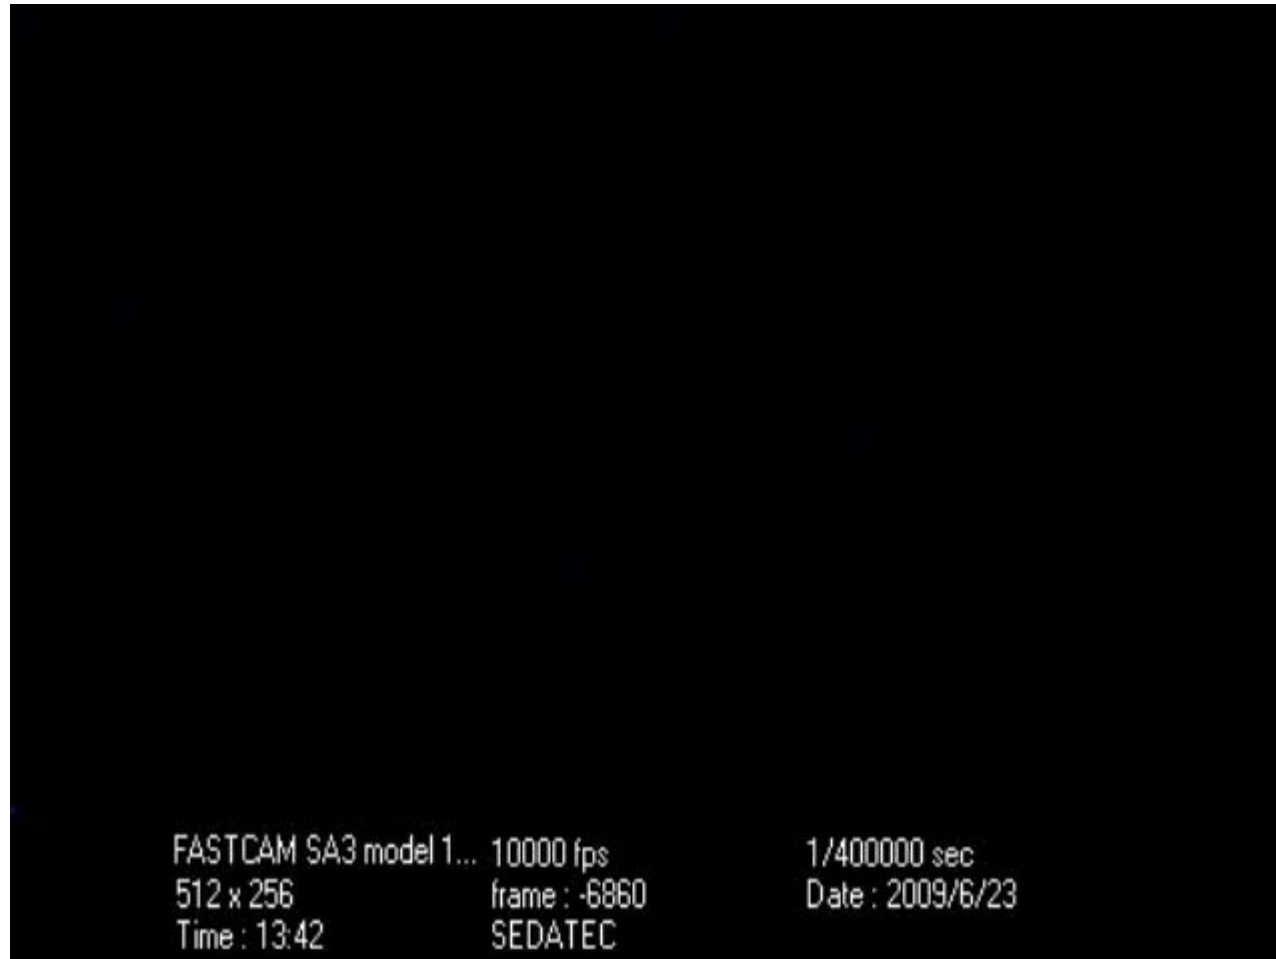 FASTCAM SA3 model 1... 10000 fps 1/400000 sec
512 x 256 frame : -6860 Date : 2009/6/23
Time : 13:42 SEDATEC